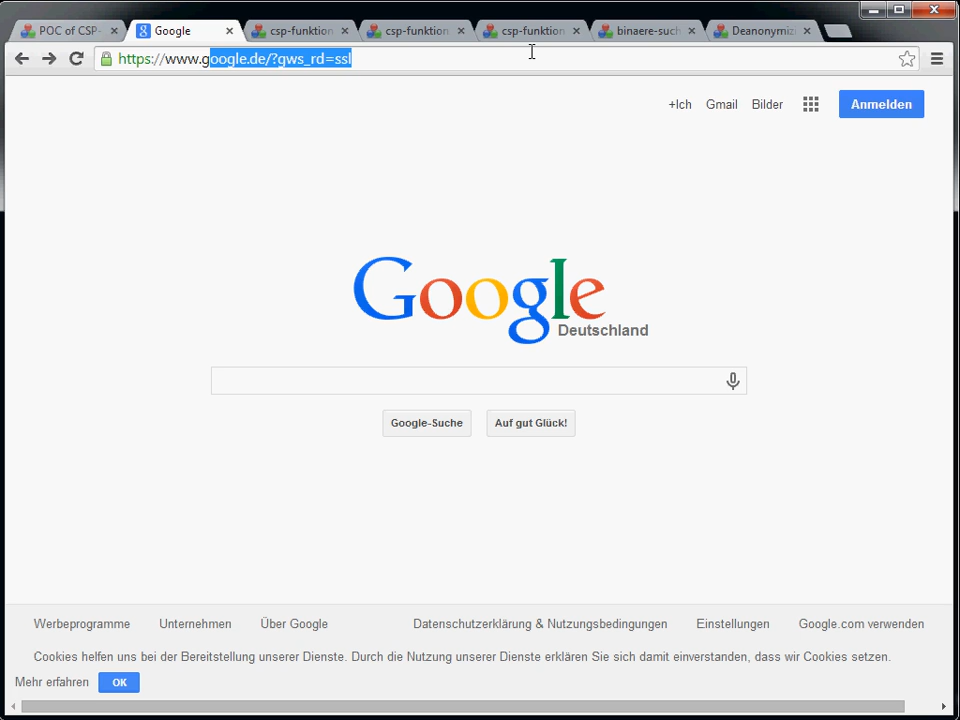 POC of CSP-
Google
csp-funktion
csp-funktion
csp-funktion
binaere-such
Deanonymizi
https://www.google.de/?gws_rd=ssl
+Ich
Gmail
Bilder
Anmelden
Google
Deutschland
Google-Suche
Auf gut Glück!
Werbeprogramme
Unternehmen
Über Google
Datenschutzerklärung & Nutzungsbedingungen
Einstellungen
Google.com verwenden
Cookies helfen uns bei der Bereitstellung unserer Dienste. Durch die Nutzung unserer Dienste erklären Sie sich damit einverstanden, dass wir Cookies setzen.
Mehr erfahren
OK